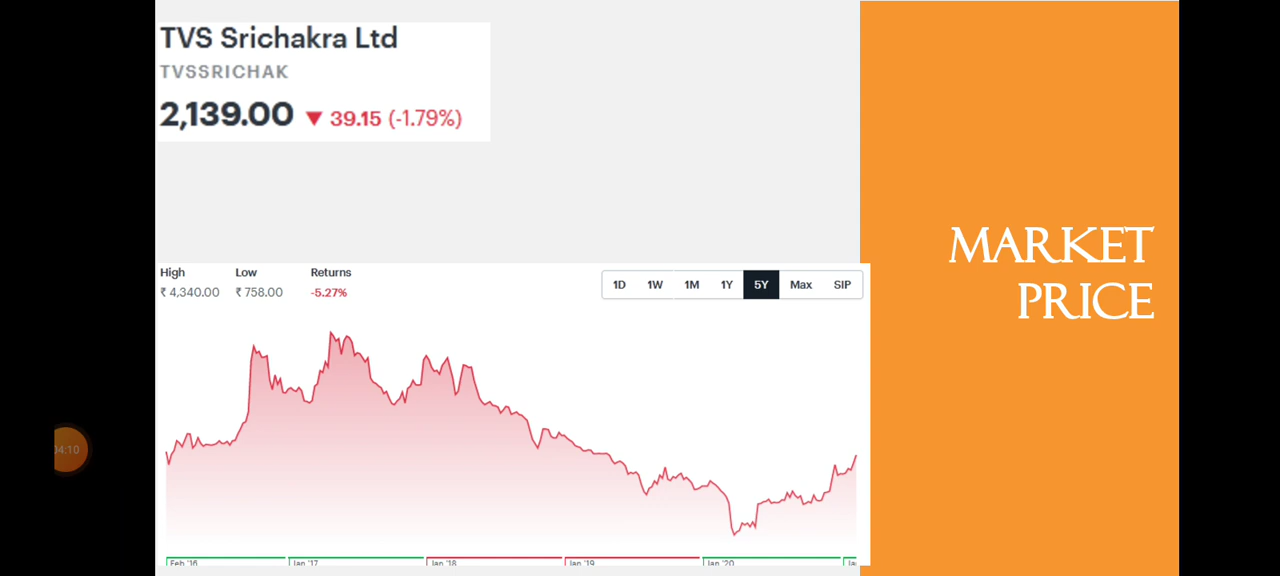 TVS Srichakra Ltd
TVSSRICHAK
2,139.00 ▼ 39.15 (-1.79%)
MARKET
PRICE
High Low Returns
₹ 4,340.00 ₹ 758.00 -5.27%
1D 1W 1M 1Y 5Y Max SIP
04:10
Feb '16 Jan '17 Jan '18 Jan '19 Jan '20